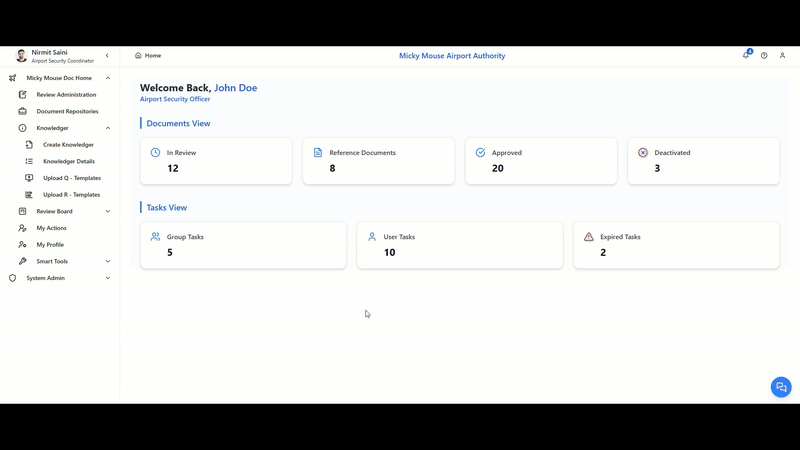 Nirmit Saini
Airport Security Coordinator
Home
Micky Mouse Airport Authority
4
Micky Mouse Doc Home
Review Administration
Document Repositories
Knowledger
Create Knowledger
Knowledger Details
Upload Q - Templates
Upload R - Templates
Review Board
My Actions
My Profile
Smart Tools
System Admin
Welcome Back, John Doe
Airport Security Officer
Documents View
In Review
12
Reference Documents
8
Approved
20
Deactivated
3
Tasks View
Group Tasks
5
User Tasks
10
Expired Tasks
2